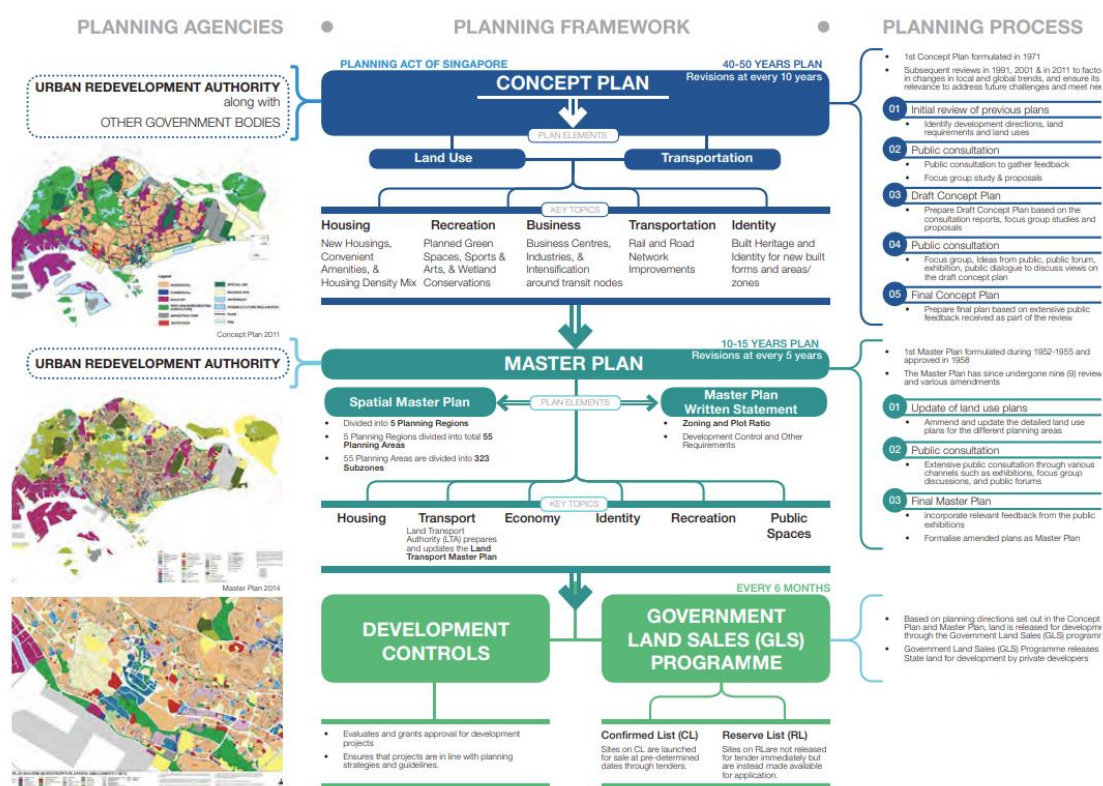 PLANNING AGENCIES
PLANNING FRAMEWORK
PLANNING PROCESS
URBAN REDEVELOPMENT AUTHORITY
along with
OTHER GOVERNMENT BODIES
Legend
Concept Plan 2011
URBAN REDEVELOPMENT AUTHORITY
Master Plan 2014
PLANNING ACT OF SINGAPORE
40-50 YEARS PLAN
Revisions at every 10 years
CONCEPT PLAN
PLAN ELEMENTS
Land Use
Transportation
KEY TOPICS
Housing
New Housings,
Convenient
Amenities, &
Housing Density Mix
Recreation
Planned Green
Spaces, Sports &
Arts, & Wetland
Conservations
Business
Business Centres,
Industries, &
Intensification
around transit nodes
Transportation
Rail and Road
Network
Improvements
Identity
Built Heritage and
Identity for new built
forms and areas/
zones
10-15 YEARS PLAN
Revisions at every 5 years
MASTER PLAN
PLAN ELEMENTS
Spatial Master Plan
• Divided into 5 Planning Regions
• 5 Planning Regions divided into total 55
Planning Areas
• 55 Planning Areas are divided into 323
Subzones
Master Plan
Written Statement
• Zoning and Plot Ratio
• Development Control and Other
Requirements
KEY TOPICS
Housing
Transport
Land Transport
Authority (LTA) prepares
and updates the Land
Transport Master Plan
Economy
Identity
Recreation
Public
Spaces
EVERY 6 MONTHS
DEVELOPMENT
CONTROLS
• Evaluates and grants approval for development
projects
• Ensures that projects are in line with planning
strategies and guidelines.
GOVERNMENT
LAND SALES (GLS)
PROGRAMME
Confirmed List (CL)
Sites on CL are launched
for sale at pre-determined
dates through tenders.
Reserve List (RL)
Sites on RLare not released
for tender immediately but
are instead made available
for application.
• 1st Concept Plan formulated in 1971
• Subsequent reviews in 1991, 2001 & in 2011 to facto
in changes in local and global trends, and ensure its
relevance to address future challenges and meet nee
01 Initial review of previous plans
• Identify development directions, land
requirements and land uses
02 Public consultation
• Public consultation to gather feedback
• Focus group study & proposals
03 Draft Concept Plan
• Prepare Draft Concept Plan based on the
consultation reports, focus group studies and
proposals
04 Public consultation
• Focus group, Ideas from public, public forum,
exhibition, public dialogue to discuss views on
the draft concept plan
05 Final Concept Plan
• Prepare final plan based on extensive public
feedback received as part of the review
• 1st Master Plan formulated during 1952-1955 and
approved in 1958
• The Master Plan has since undergone nine (9) review
and various amendments
01 Update of land use plans
• Ammend and update the detailed land use
plans for the different planning areas
02 Public consultation
• Extensive public consultation through various
channels such as exhibitions, focus group
discussions, and public forums
03 Final Master Plan
• incorporate relevant feedback from the public
exhibitions
• Formalise amended plans as Master Plan
• Based on planning directions set out in the Concept
Plan and Master Plan, land is released for developme
through the Government Land Sales (GLS) programm
• Government Land Sales (GLS) Programme releases
State land for development by private developers